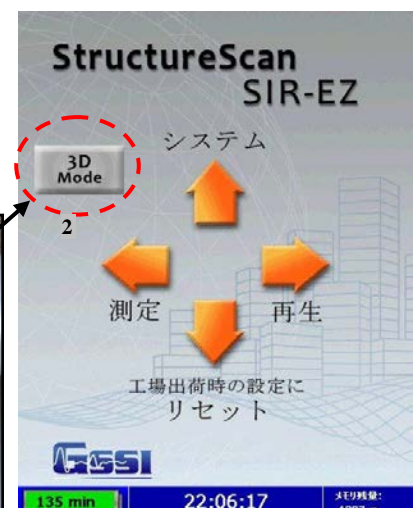 StructureScan
SIR-EZ
システム
3D
Mode
2
測定
再生
工場出荷時の設定に
リセット
GSSI
135 min
22:06:17
メモリ残量: